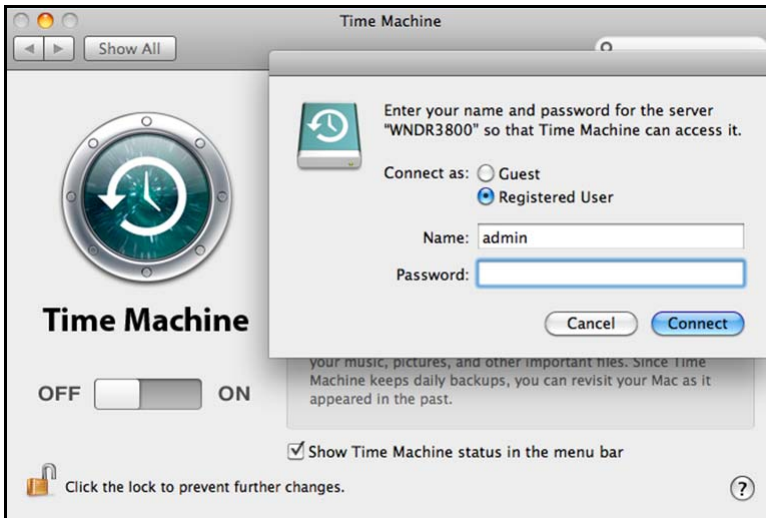 Time Machine
Show All
Enter your name and password for the server
"WNDR3800" so that Time Machine can access it.
Connect as:
Guest
Registered User
Name: admin
Password:
Cancel
Connect
Time Machine
OFF
ON
your music, pictures, and other important files. Since Time
Machine keeps daily backups, you can revisit your Mac as it
appeared in the past.
Show Time Machine status in the menu bar
Click the lock to prevent further changes.
?